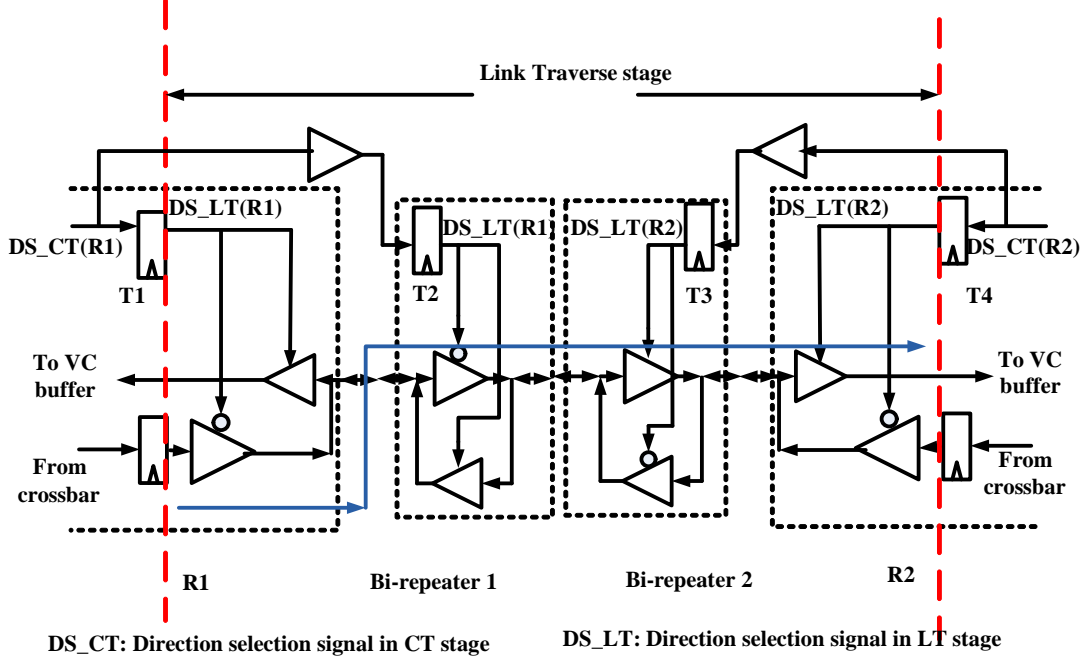 Link Traverse stage
DS_LT(R1)
DS_LT(R1)
DS_LT(R2)
DS_LT(R2)
DS_CT(R1)
DS_CT(R2)
T1
T2
T3
T4
To VC
buffer
To VC
buffer
From
crossbar
From
crossbar
R1
Bi-repeater 1
Bi-repeater 2
R2
DS_CT: Direction selection signal in CT stage
DS_LT: Direction selection signal in LT stage